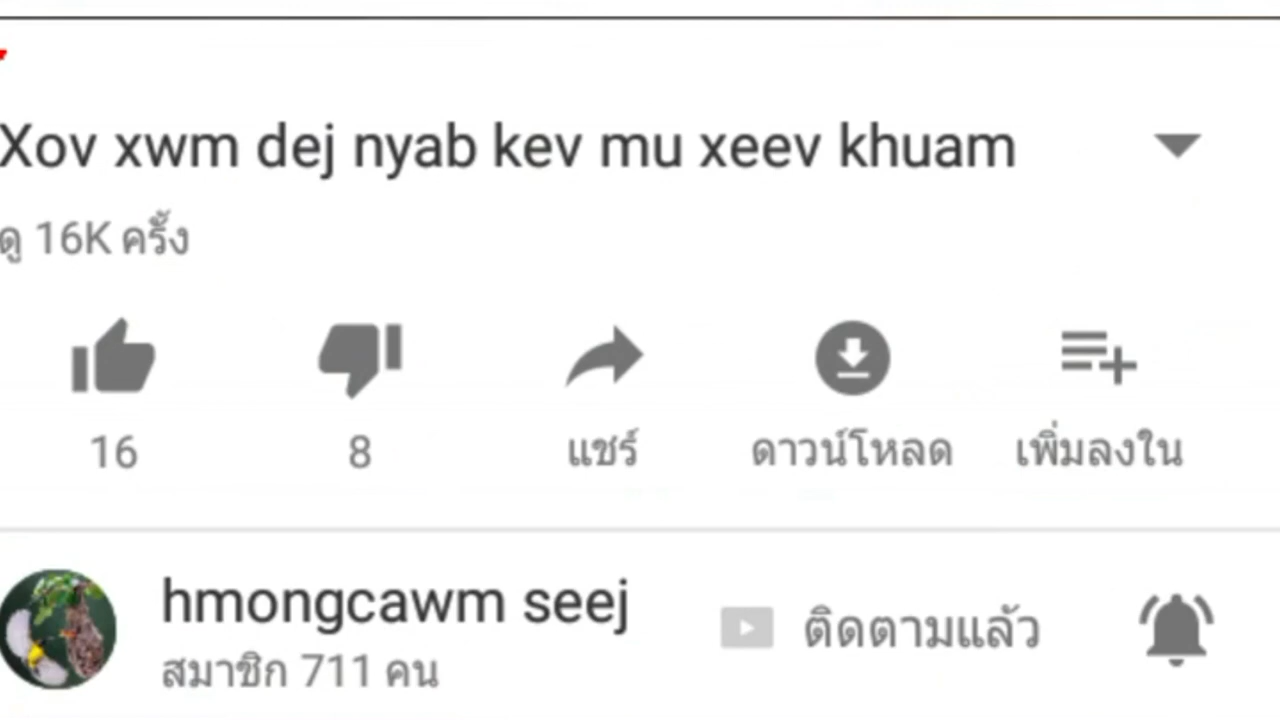 Xov xwm dej nyab kev mu xeev khuam
ดู 16K ครั้ง
16 8 แชร์ ดาวน์โหลด เพิ่มลงใน
hmongcawm seej ติดตามแล้ว
สมาชิก 711 คน